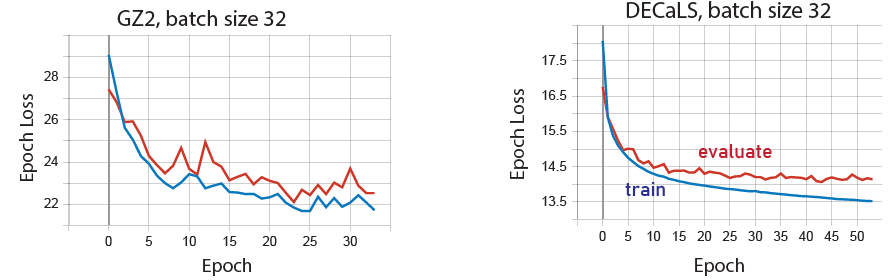 GZ2, batch size 32
Epoch Loss
28
26
24
22
0 5 10 15 20 25 30
Epoch
DECaLS, batch size 32
Epoch Loss
17.5
16.5
15.5
14.5
13.5
evaluate
train
0 5 10 15 20 25 30 35 40 45 50
Epoch